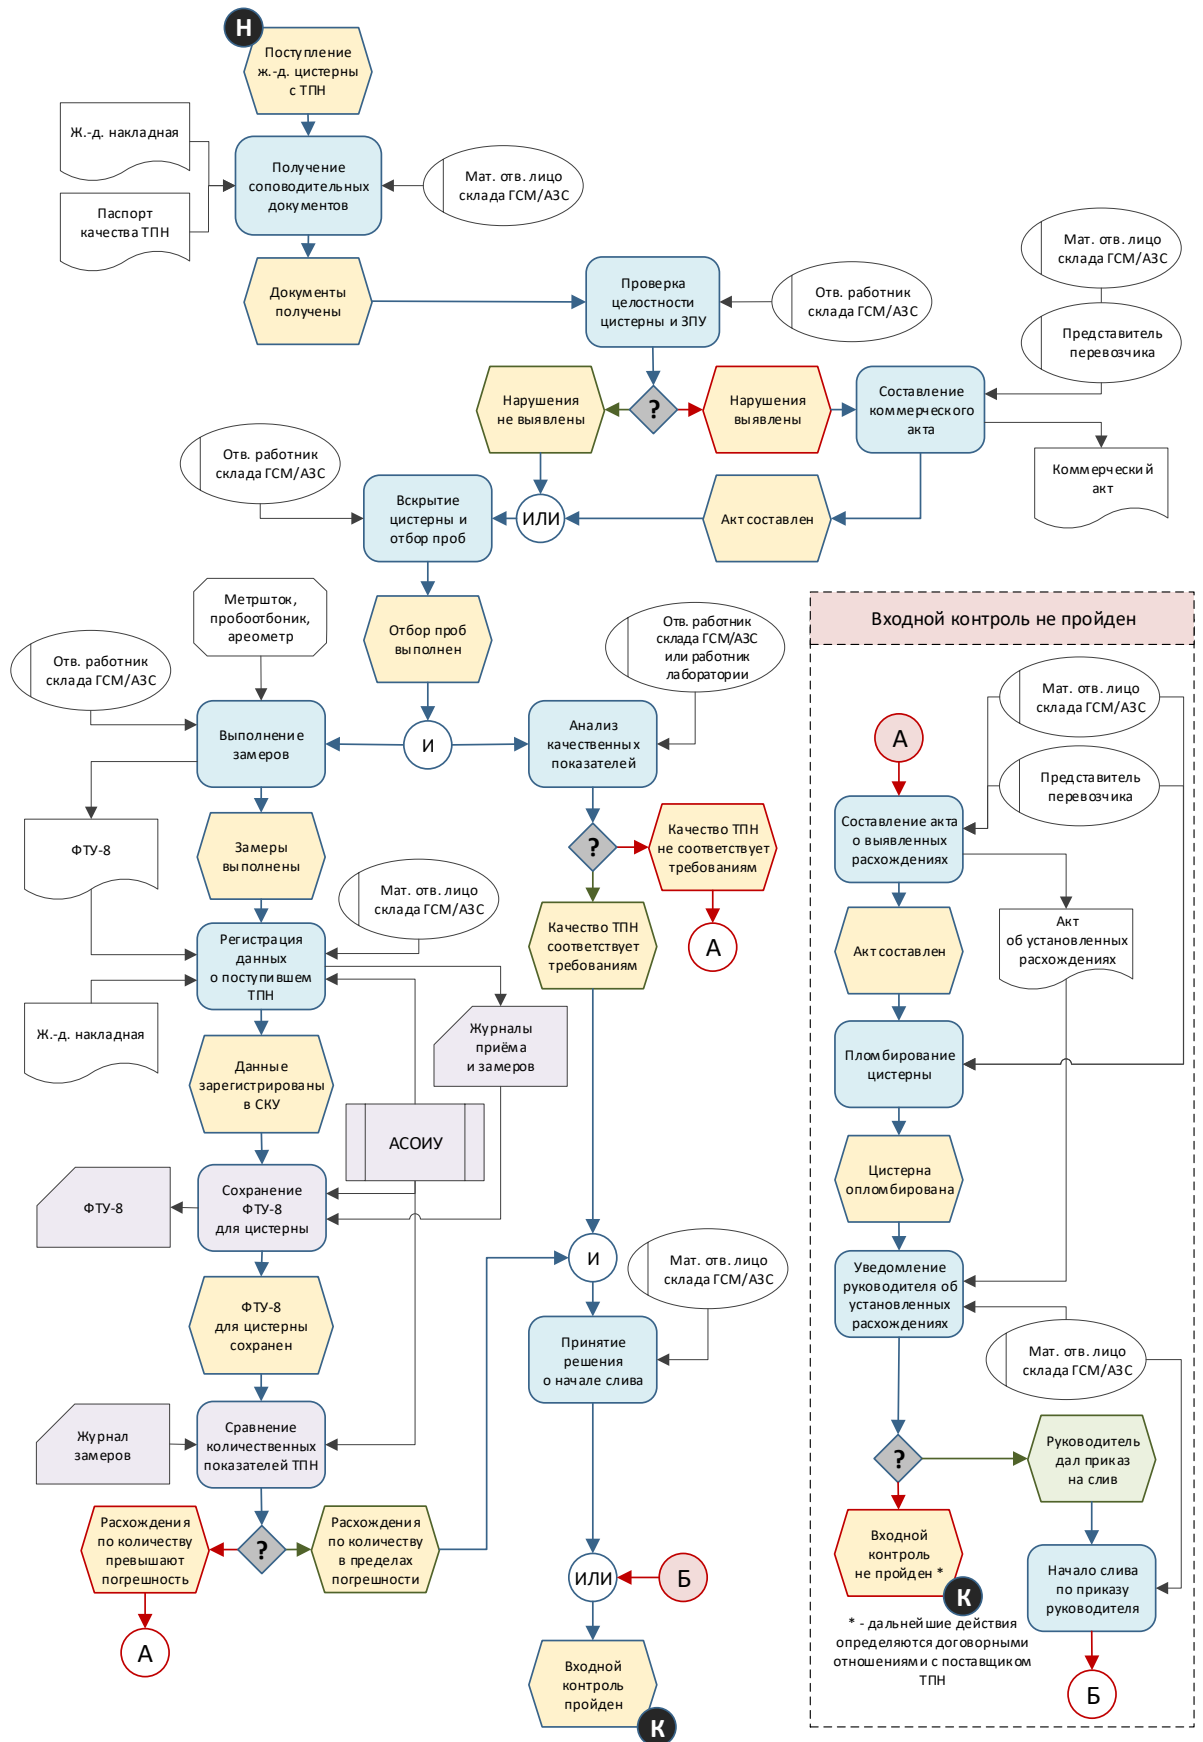 Н
Поступление
ж.-д. цистерны
с ТПН
Ж.-д. накладная
Паспорт
качества ТПН
Получение
соповодительных
документов
Мат. отв. лицо
склада ГСМ/АЗС
Документы
получены
Проверка
целостности
цистерны и ЗПУ
Отв. работник
склада ГСМ/АЗС
Мат. отв. лицо
склада ГСМ/АЗС
Представитель
перевозчика
Нарушения
не выявлены
?
Нарушения
выявлены
Составление
коммерческого
акта
Коммерческий
акт
Отв. работник
склада ГСМ/АЗС
Вскрытие
цистерны и
отбор проб
ИЛИ
Акт составлен
Метршток,
пробоотбоник,
ареометр
Отбор проб
выполнен
Отв. работник
склада ГСМ/АЗС
или работник
лаборатории
Отв. работник
склада ГСМ/АЗС
Выполнение
замеров
И
Анализ
качественных
показателей
ФТУ-8
Замеры
выполнены
?
Качество ТПН
не соответствует
требованиям
А
Мат. отв. лицо
склада ГСМ/АЗС
Качество ТПН
соответствует
требованиям
Регистрация
данных
о поступившем
ТПН
Ж.-д. накладная
Журналы
приёма
и замеров
Данные
зарегистрированы
в СКУ
АСОИУ
ФТУ-8
Сохранение
ФТУ-8
для цистерны
И
Мат. отв. лицо
склада ГСМ/АЗС
ФТУ-8
для цистерны
сохранен
Принятие
решения
о начале слива
Журнал
замеров
Сравнение
количественных
показателей ТПН
Расхождения
по количеству
превышают
погрешность
?
Расхождения
по количеству
в пределах
погрешности
А
ИЛИ
Б
Входной
контроль
пройден
К
Входной контроль не пройден
Мат. отв. лицо
склада ГСМ/АЗС
А
Представитель
перевозчика
Составление акта
о выявленных
расхождениях
Акт
об установленных
расхождениях
Акт составлен
Пломбирование
цистерны
Цистерна
опломбирована
Уведомление
руководителя об
установленных
расхождениях
Мат. отв. лицо
склада ГСМ/АЗС
?
Руководитель
дал приказ
на слив
Входной
контроль
не пройден *
К
Начало слива
по приказу
руководителя
* - дальнейшие действия
определяются договорными
отношениями с поставщиком
ТПН
Б